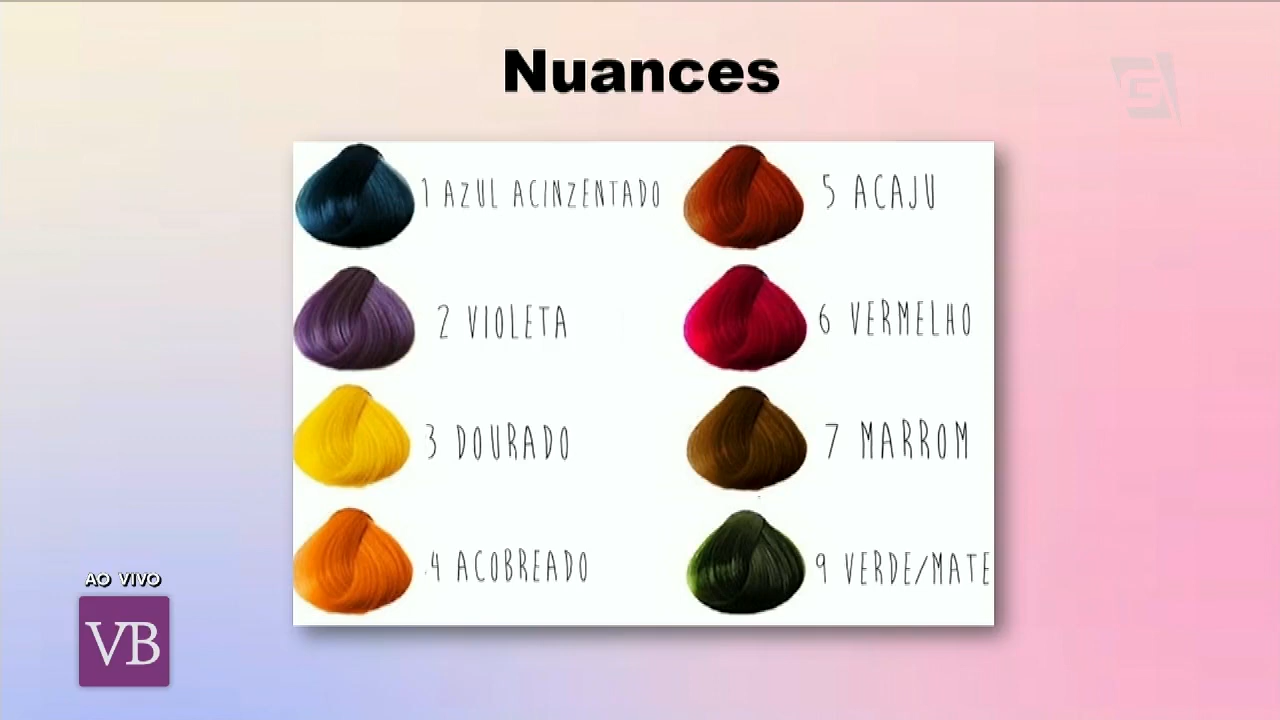 Nuances
1 AZUL ACINZENTADO
2 VIOLETA
3 DOURADO
4 ACOBREADO
5 ACAJU
6 VERMELHO
7 MARROM
9 VERDE/MATE
AO VIVO
VB